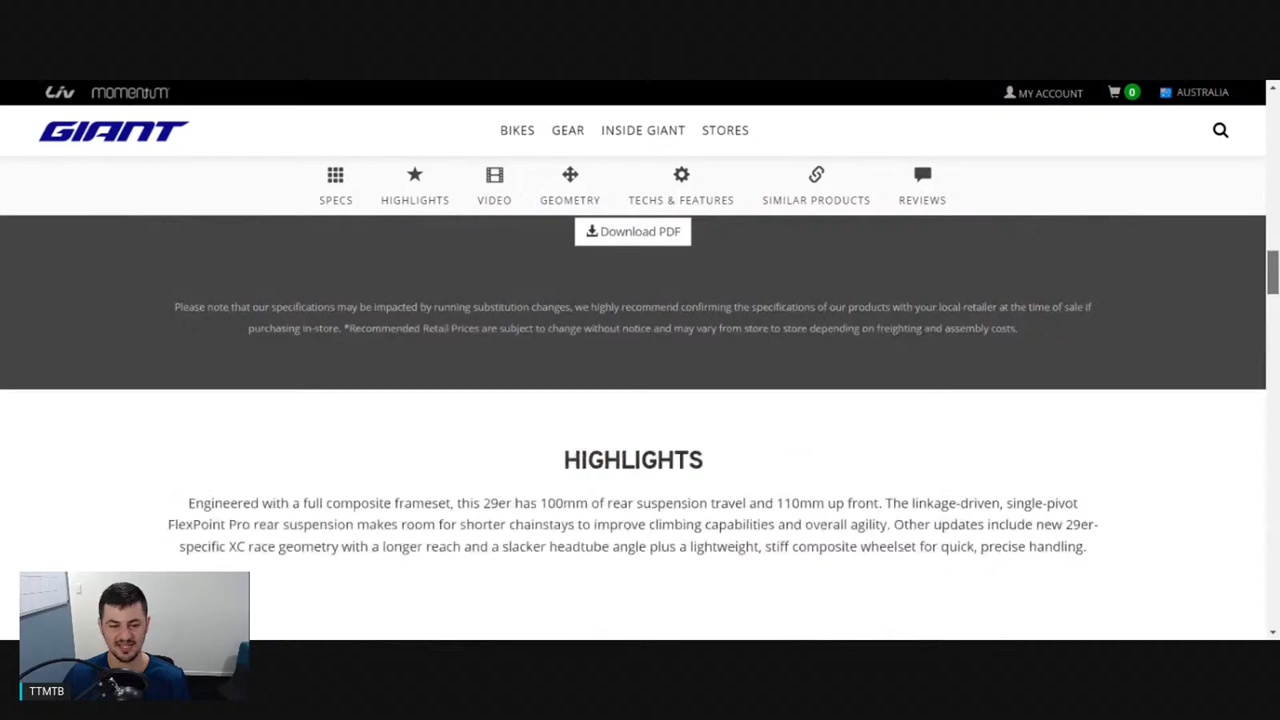 Liv momentum
MY ACCOUNT 0 AUSTRALIA
GIANT
BIKES GEAR INSIDE GIANT STORES
SPECS HIGHLIGHTS VIDEO GEOMETRY TECHS & FEATURES SIMILAR PRODUCTS REVIEWS
Download PDF
Please note that our specifications may be impacted by running substitution changes, we highly recommend confirming the specifications of our products with your local retailer at the time of sale if
purchasing in-store. *Recommended Retail Prices are subject to change without notice and may vary from store to store depending on freighting and assembly costs.
HIGHLIGHTS
Engineered with a full composite frameset, this 29er has 100mm of rear suspension travel and 110mm up front. The linkage-driven, single-pivot
FlexPoint Pro rear suspension makes room for shorter chainstays to improve climbing capabilities and overall agility. Other updates include new 29er-
specific XC race geometry with a longer reach and a slacker headtube angle plus a lightweight, stiff composite wheelset for quick, precise handling.
TTMTB